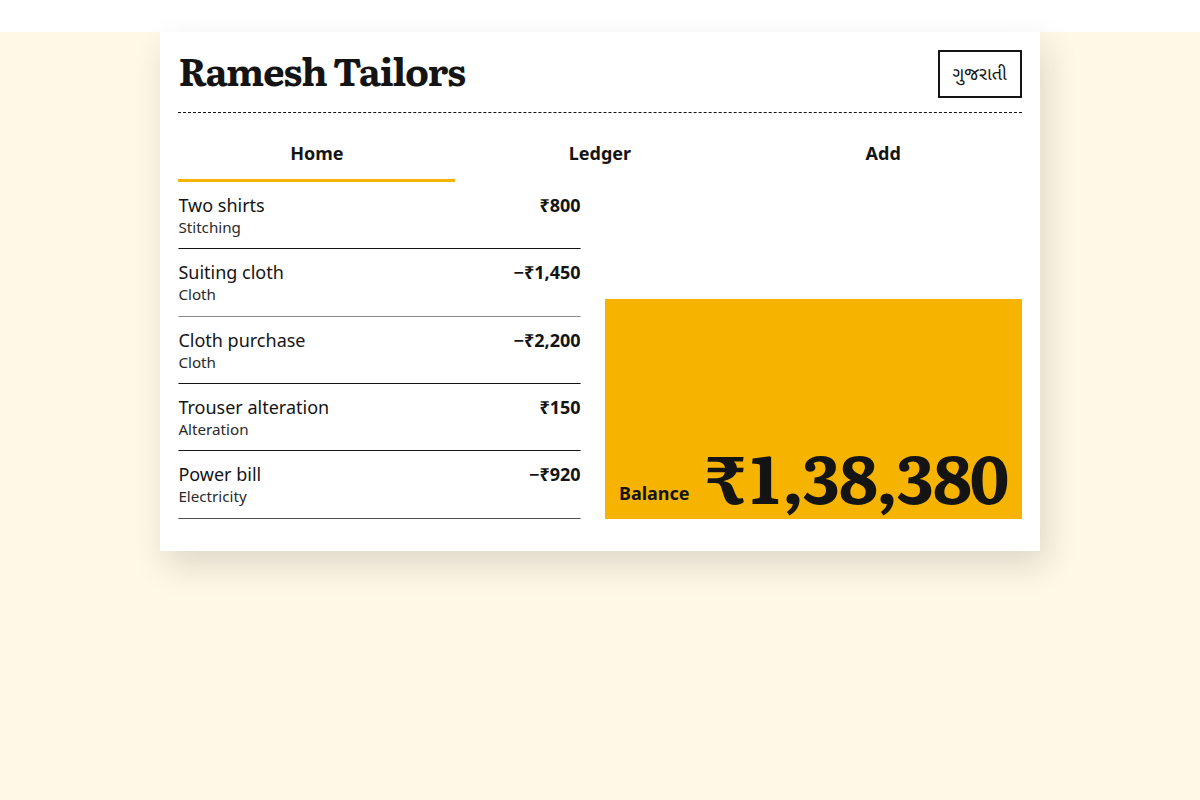 Ramesh Tailors
ગુજરાતી
Home Ledger Add
Two shirts ₹800
Stitching
Suiting cloth −₹1,450
Cloth
Cloth purchase −₹2,200
Cloth
Trouser alteration ₹150
Alteration
Power bill −₹920
Electricity
Balance ₹1,38,380